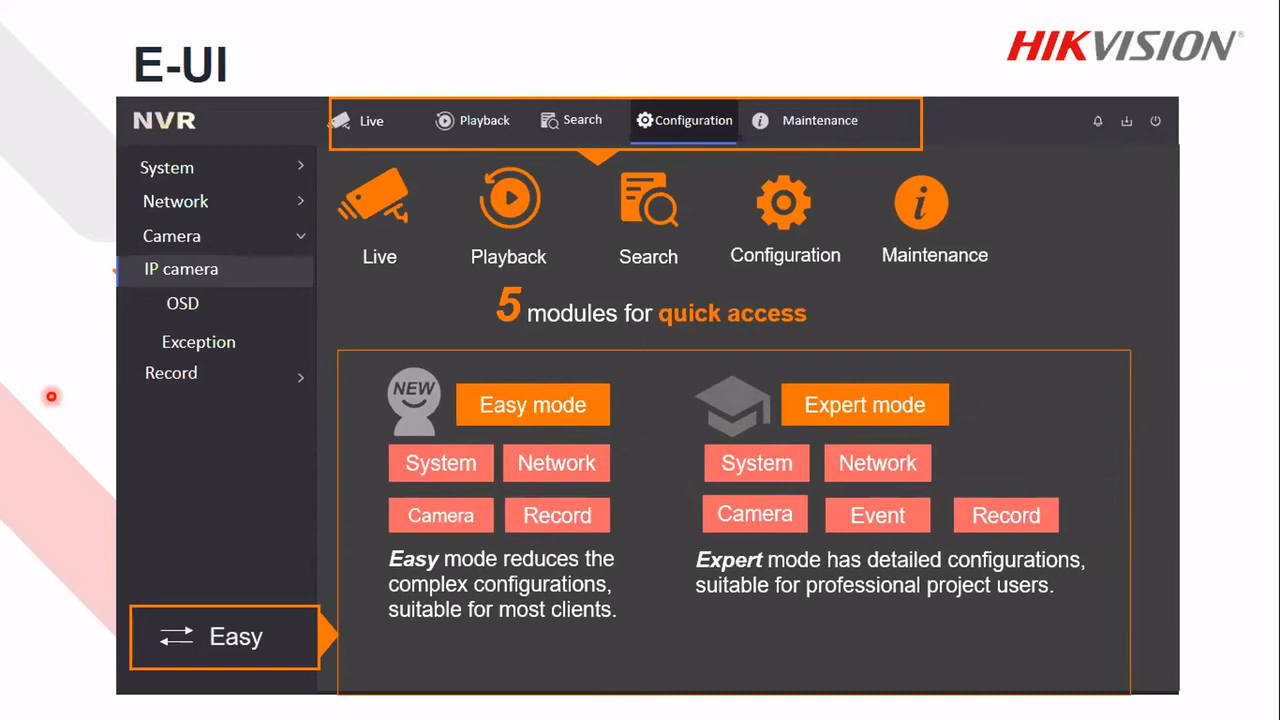 E-UI
HIKVISION®
NVR
Live
Playback
Search
Configuration
Maintenance
System
Network
Camera
IP camera
OSD
Exception
Record
Easy
Live
Playback
Search
Configuration
Maintenance
5 modules for quick access
NEW
Easy mode
System
Network
Camera
Record
Easy mode reduces the
complex configurations,
suitable for most clients.
Expert mode
System
Network
Camera
Event
Record
Expert mode has detailed configurations,
suitable for professional project users.